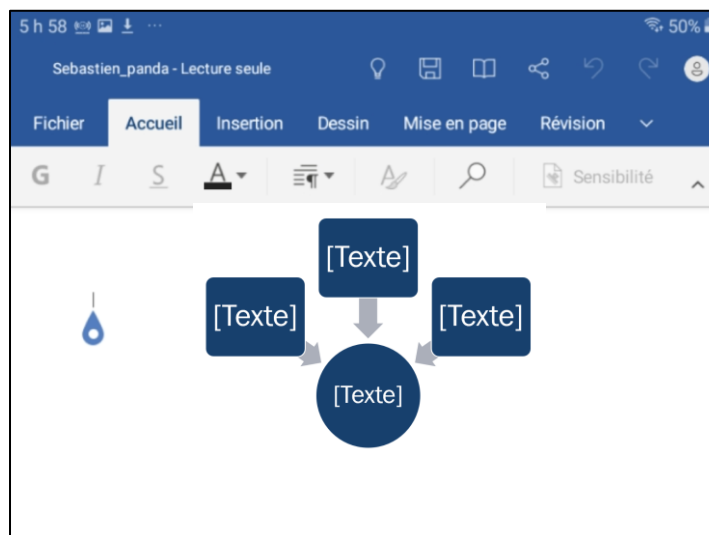 5 h 58 ... 50%
Sebastien_panda - Lecture seule
Fichier Accueil Insertion Dessin Mise en page Révision
G I S A Sensibilité
[Texte]
[Texte] [Texte]
[Texte]